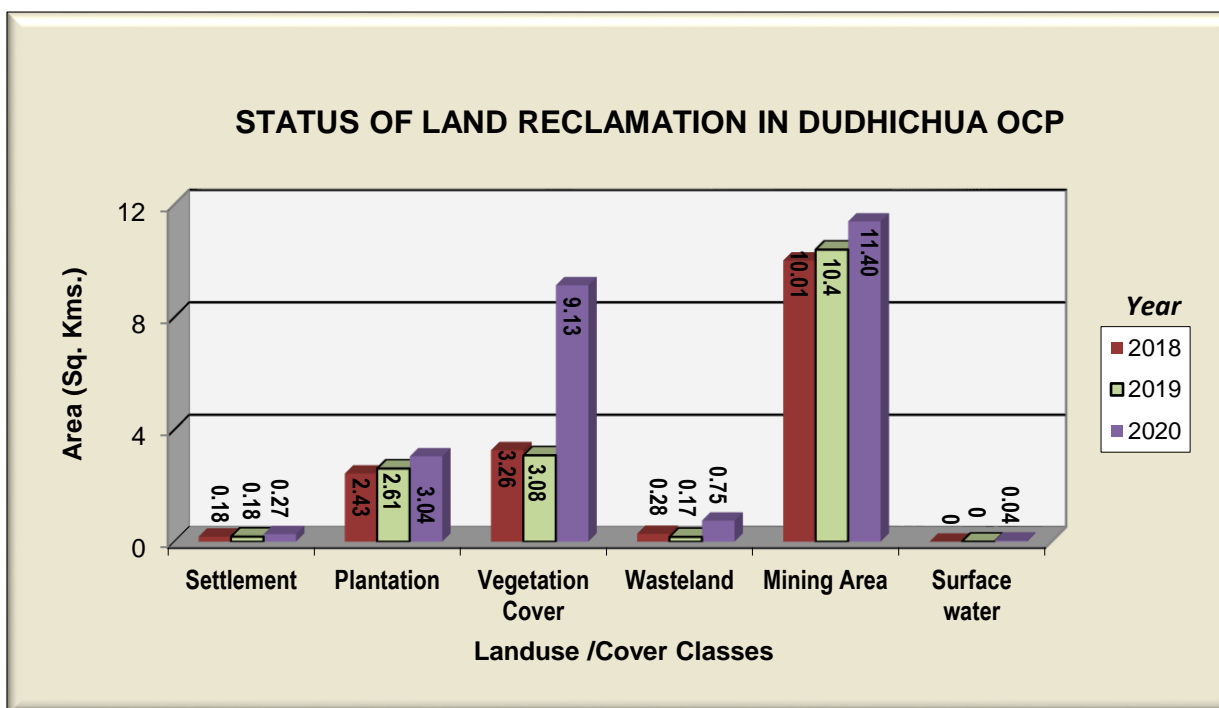 STATUS OF LAND RECLAMATION IN DUDHICHUA OCP
Area (Sq. Kms.)
12
8
4
0
0.18
0.18
0.27
2.43
2.61
3.04
3.26
3.08
9.13
0.28
0.17
0.75
10.01
10.4
11.40
0
0
0.04
Settlement
Plantation
Vegetation
Cover
Wasteland
Mining Area
Surface
water
Landuse /Cover Classes
Year
2018
2019
2020